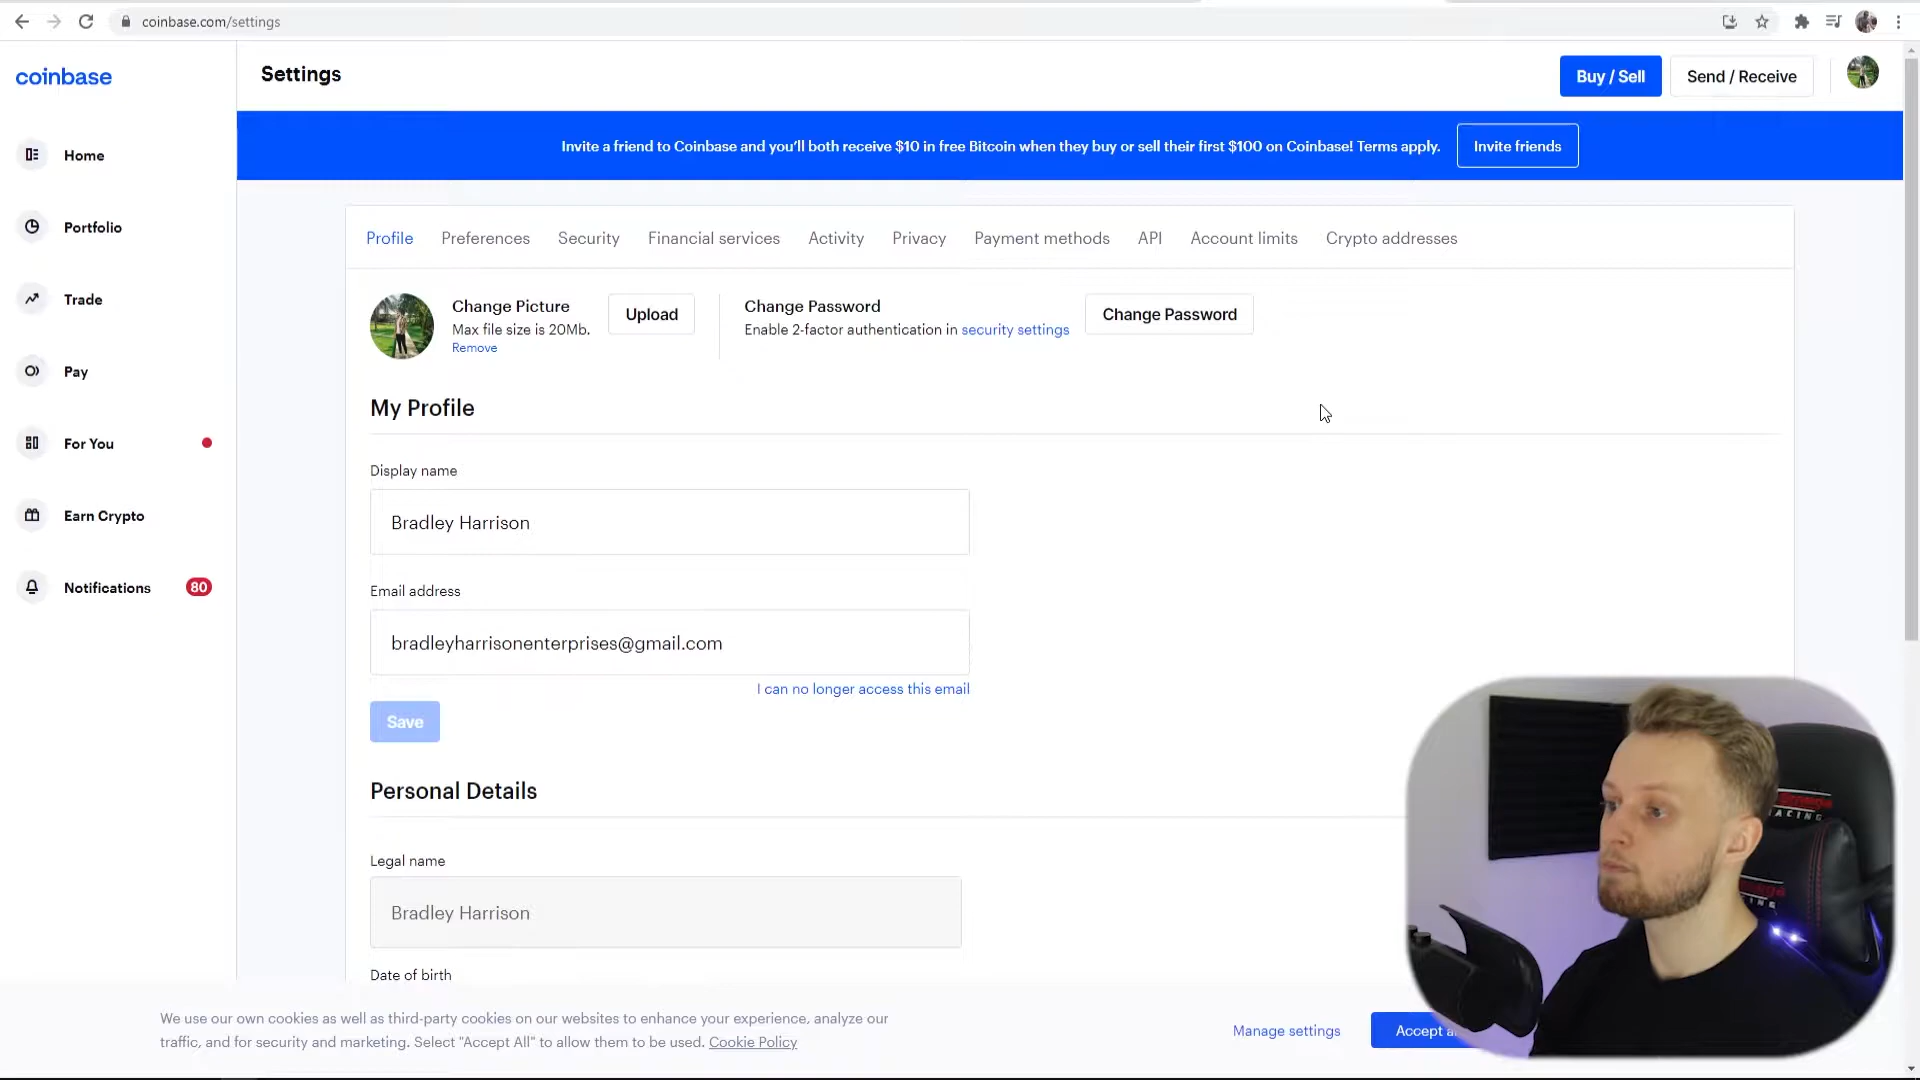 coinbase.com/settings
coinbase
Settings
Buy / Sell
Send / Receive
Invite a friend to Coinbase and you'll both receive $10 in free Bitcoin when they buy or sell their first $100 on Coinbase! Terms apply.
Invite friends
Home
Portfolio
Trade
Pay
For You
Earn Crypto
Notifications
80
Profile
Preferences
Security
Financial services
Activity
Privacy
Payment methods
API
Account limits
Crypto addresses
Change Picture
Max file size is 20Mb.
Remove
Upload
Change Password
Enable 2-factor authentication in security settings
Change Password
My Profile
Display name
Bradley Harrison
Email address
bradleyharrisonenterprises@gmail.com
I can no longer access this email
Save
Personal Details
Legal name
Bradley Harrison
Date of birth
We use our own cookies as well as third-party cookies on our websites to enhance your experience, analyze our
traffic, and for security and marketing. Select "Accept All" to allow them to be used. Cookie Policy
Manage settings
Accept